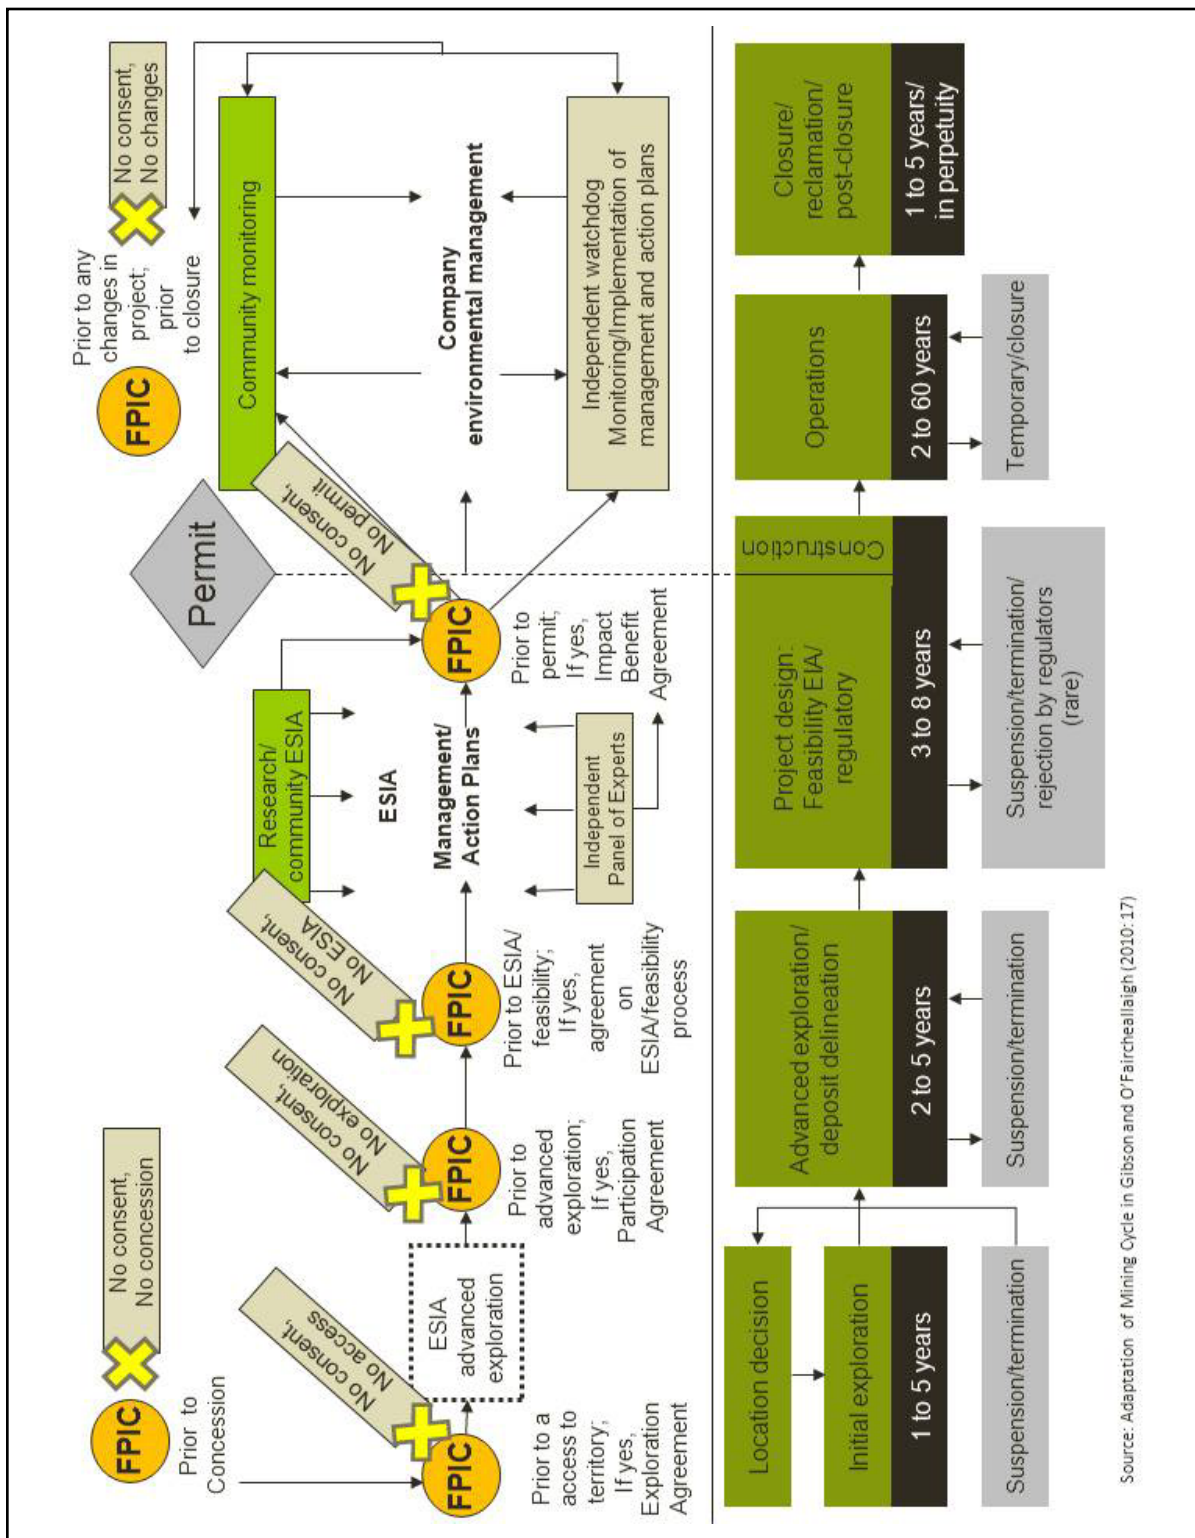 FPIC
Prior to
Concession
No consent,
No concession
FPIC
Prior to a
access to
territory;
If yes,
Exploration
Agreement
No consent,
No access
ESIA
advanced
exploration
FPIC
Prior to
advanced
exploration;
If yes,
Participation
Agreement
No consent,
No exploration
FPIC
Prior to ESIA/
feasibility;
If yes,
agreement
on
ESIA/feasibility
process
No consent,
No ESIA
Research/
community ESIA
ESIA
Management/
Action Plans
Independent
Panel of Experts
FPIC
Prior to
permit;
If yes,
Impact
Benefit
Agreement
No consent,
No permit
Permit
FPIC
Prior to any
changes in
project;
prior
to closure
No consent,
No changes
Community monitoring
Company
environmental management
Independent watchdog
Monitoring/Implementation of
management and action plans
Location decision
Initial exploration
1 to 5 years
Suspension/termination
Advanced exploration/
deposit delineation
2 to 5 years
Suspension/termination
Project design:
Feasibility EIA/
regulatory
Construction
3 to 8 years
Suspension/termination/
rejection by regulators
(rare)
Operations
2 to 60 years
Temporary/closure
Closure/
reclamation/
post-closure
1 to 5 years/
in perpetuity
Source: Adaptation of Mining Cycle in Gibson and O'Faircheallaigh (2010:17)